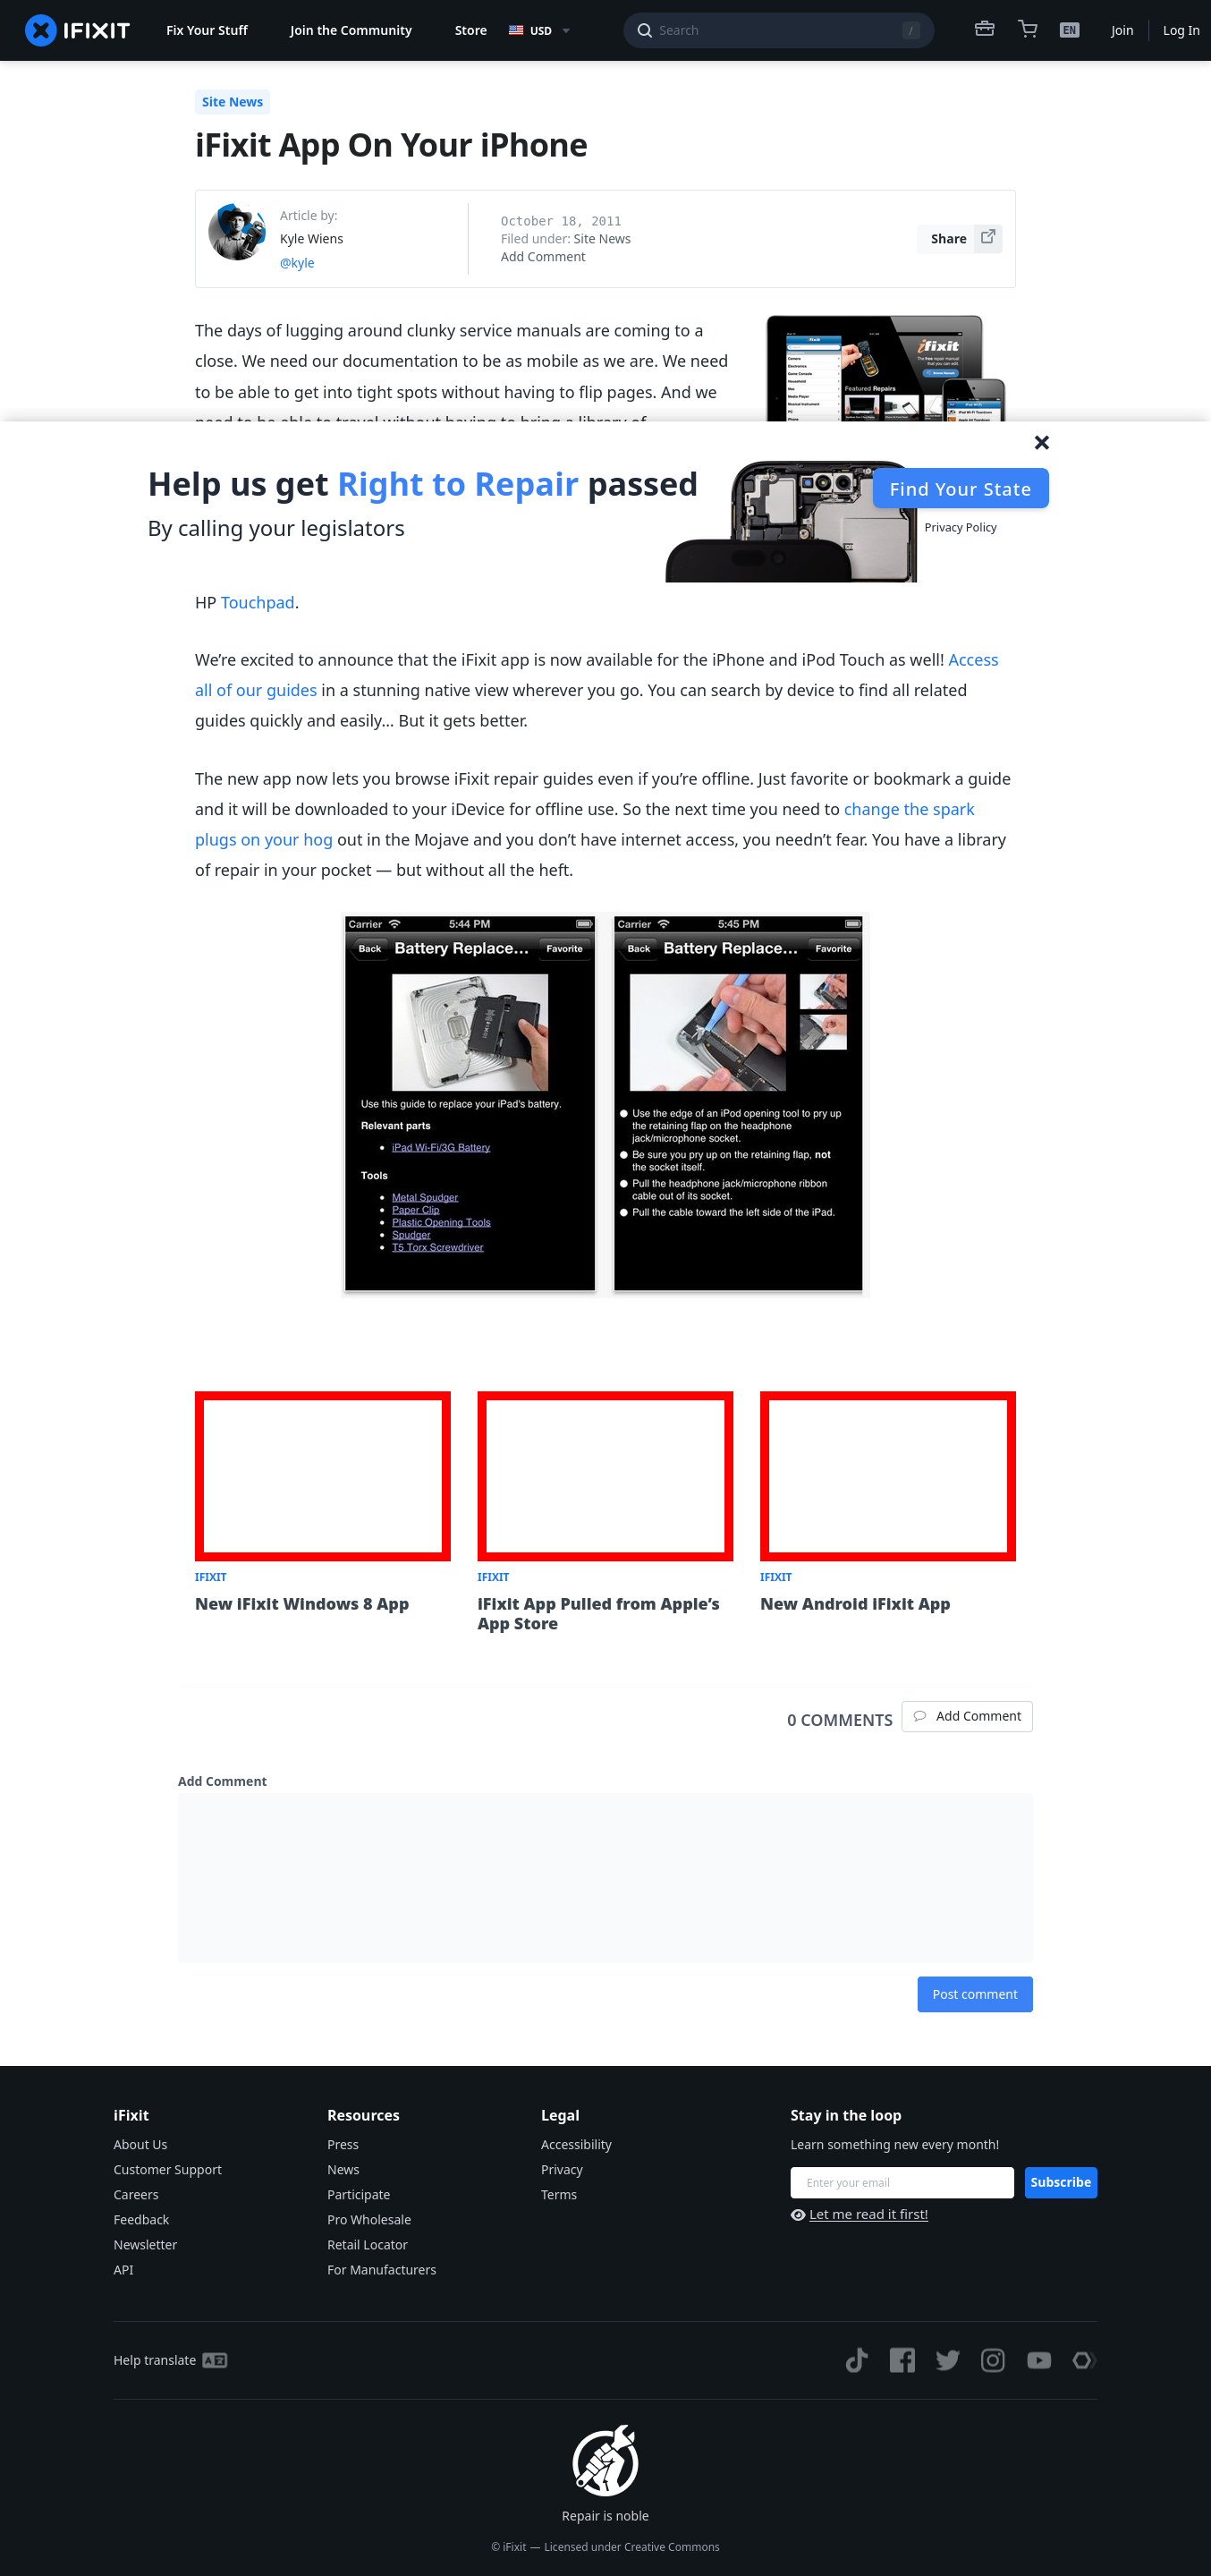 IFIXIT
Fix Your Stuff
Join the Community
Store
USD
Search
/
EN
Join
Log In
Site News
iFixit App On Your iPhone
Article by:
Kyle Wiens
@kyle
October 18, 2011
Filed under: Site News
Add Comment
Share
The days of lugging around clunky service manuals are coming to a
close. We need our documentation to be as mobile as we are. We need
to be able to get into tight spots without having to flip pages. And we
need to be able to travel without having to bring a library of
iFixit
Featured Repairs
Help us get Right to Repair passed
By calling your legislators
Find Your State
Privacy Policy
HP Touchpad.
We’re excited to announce that the iFixit app is now available for the iPhone and iPod Touch as well! Access
all of our guides in a stunning native view wherever you go. You can search by device to find all related
guides quickly and easily… But it gets better.
The new app now lets you browse iFixit repair guides even if you’re offline. Just favorite or bookmark a guide
and it will be downloaded to your iDevice for offline use. So the next time you need to change the spark
plugs on your hog out in the Mojave and you don’t have internet access, you needn’t fear. You have a library
of repair in your pocket — but without all the heft.
Carrier 5:44 PM
Back Battery Replace... Favorite
Use this guide to replace your iPad's battery.
Relevant parts
iPad Wi-Fi/3G Battery
Tools
Metal Spudger
Paper Clip
Plastic Opening Tools
Spudger
T5 Torx Screwdriver
Carrier 5:45 PM
Back Battery Replace... Favorite
Use the edge of an iPod opening tool to pry up
the retaining flap on the headphone
jack/microphone socket.
Be sure you pry up on the retaining flap, not
the socket itself.
Pull the headphone jack/microphone ribbon
cable out of its socket.
Pull the cable toward the left side of the iPad.
IFIXIT
New iFixit Windows 8 App
IFIXIT
iFixit App Pulled from Apple’s
App Store
IFIXIT
New Android iFixit App
0 COMMENTS
Add Comment
Add Comment
Post comment
iFixit
About Us
Customer Support
Careers
Feedback
Newsletter
API
Resources
Press
News
Participate
Pro Wholesale
Retail Locator
For Manufacturers
Legal
Accessibility
Privacy
Terms
Stay in the loop
Learn something new every month!
Enter your email
Subscribe
Let me read it first!
Help translate
Repair is noble
© iFixit — Licensed under Creative Commons